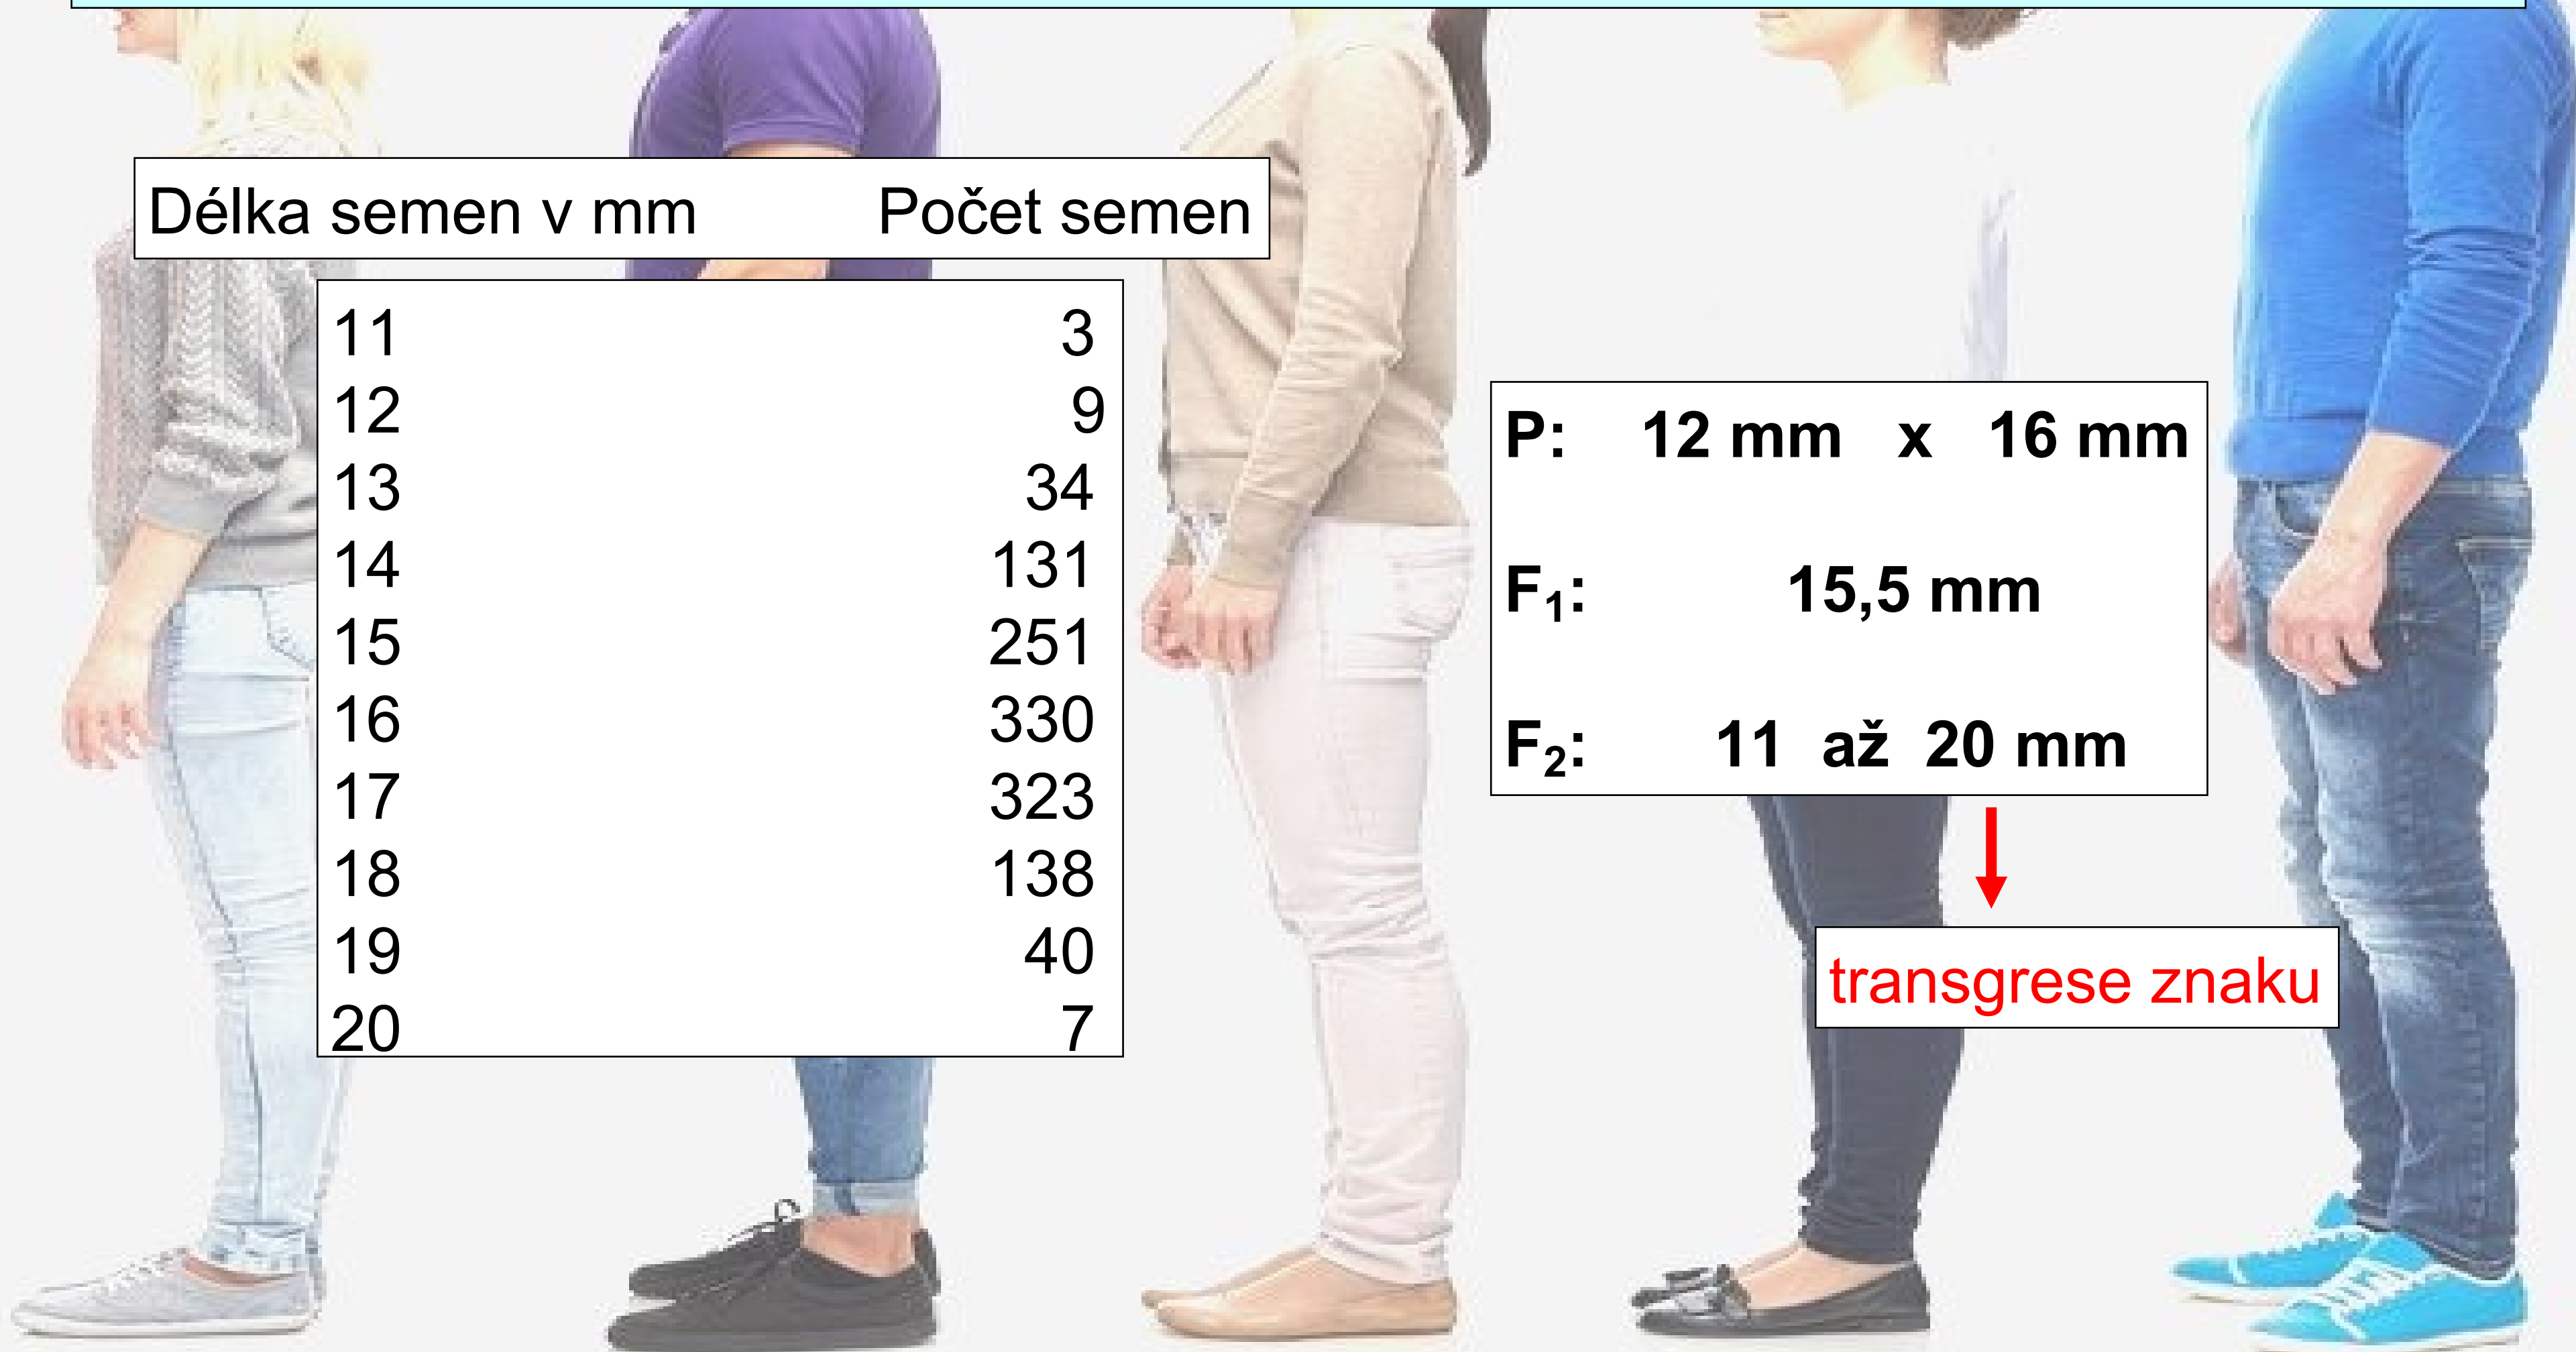 Délka semen v mm Počet semen
11 3
12 9
13 34
14 131
15 251
16 330
17 323
18 138
19 40
20 7
P: 12 mm x 16 mm
F₁: 15,5 mm
F₂: 11 až 20 mm
transgrese znaku